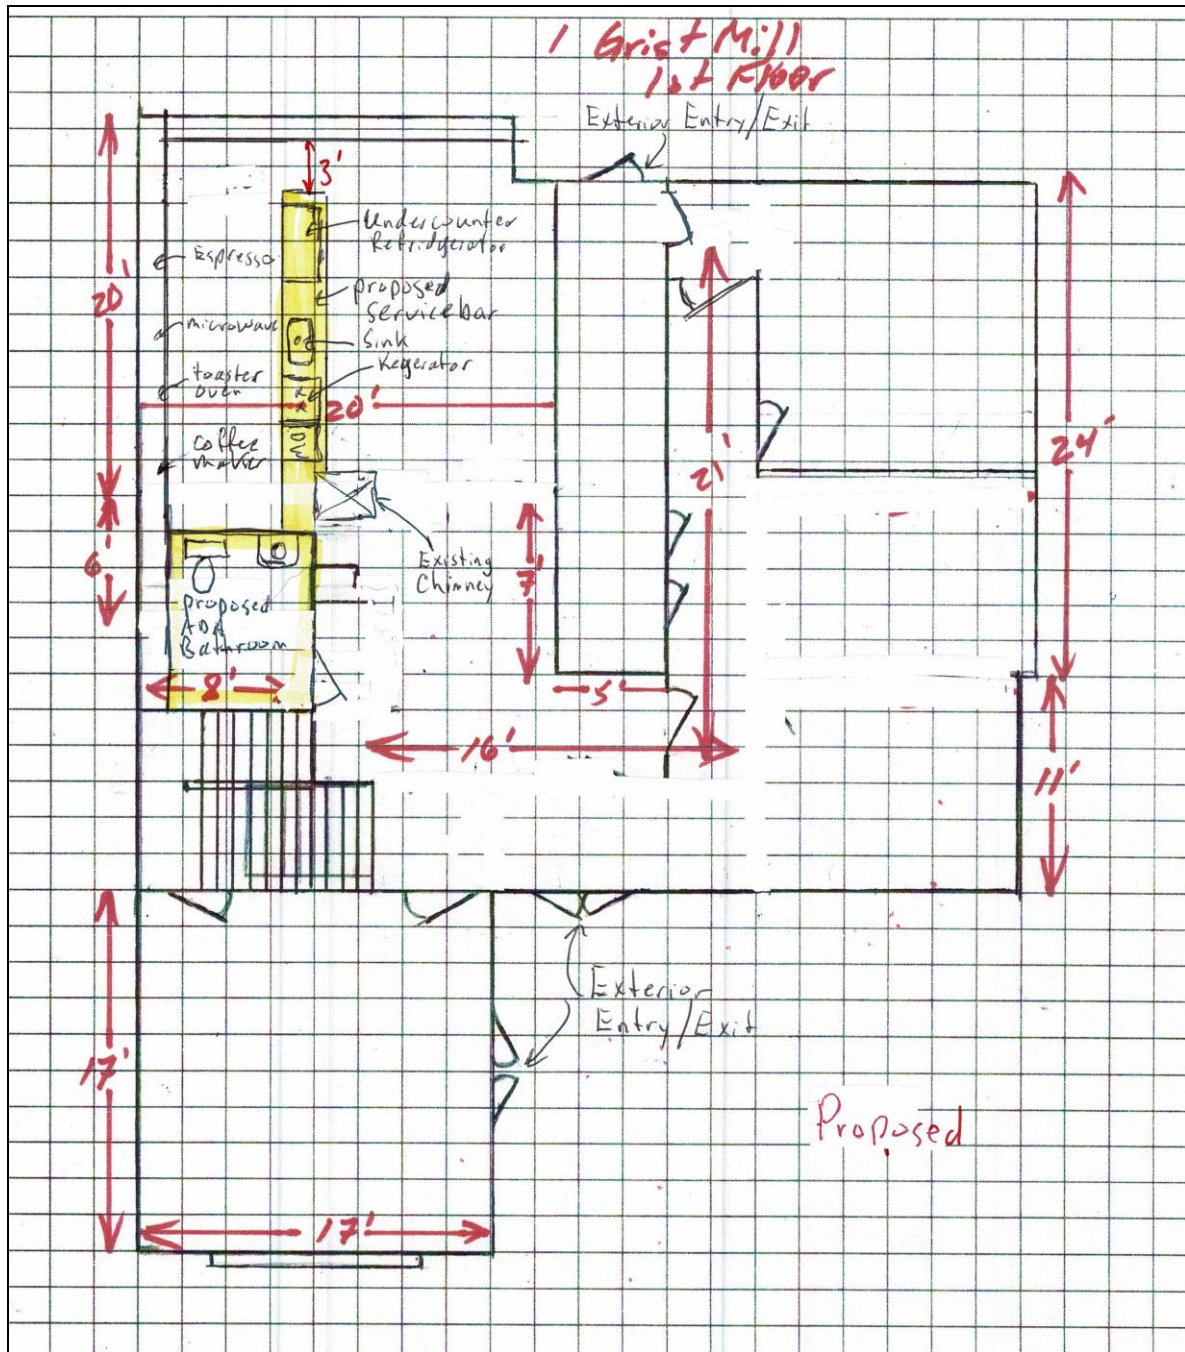 1 Grist Mill
1st Floor
Exterior Entry/Exit
3'
Undercounter
Refridgerator
Espresso
proposed
Service bar
20'
microwave
Sink
Kegerator
toaster
oven
20'
DW
coffee
maker
24'
21'
6'
Existing
Chimney
7'
proposed
ADA
Bathroom
8'
5'
16'
11'
Exterior
Entry/Exit
17'
Proposed
17'